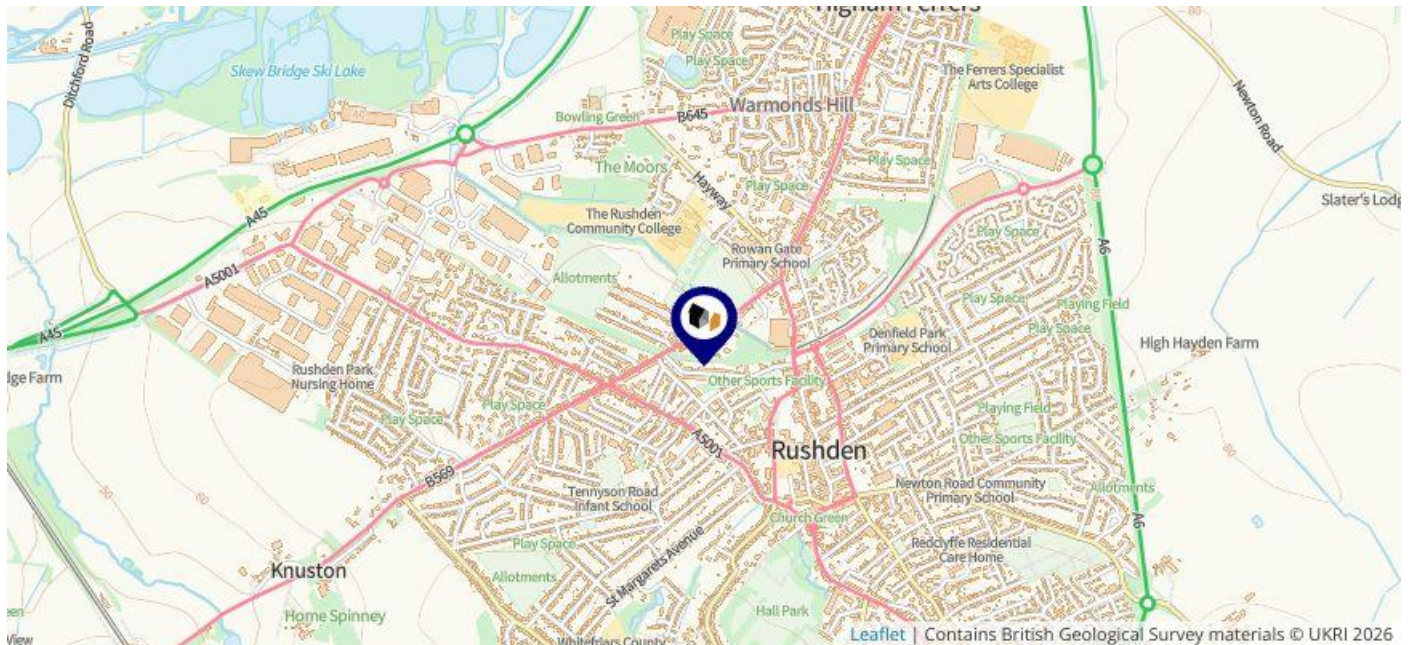 Higham Ferrers
Play Space
Play Space
Ditchford Road
Skew Bridge Ski Lake
The Ferrers Specialist
Arts College
Newton Road
Warmonds Hill
Bowling Green
B645
40
The Moors
Play Space
Hayway
Play Space
Slater's Lodg
The Rushden
Community College
A45
Play Space
A6
Rowan Gate
Primary School
A5001
Allotments
Play Space
Playing Field
Play Space
A45
Denfield Park
Primary School
High Hayden Farm
dge Farm
Rushden Park
Nursing Home
Other Sports Facility
Play Space
Play Space
Playing Field
80
A5001
Rushden
Other Sports Facility
B569
50
60
Tennyson Road
Infant School
Newton Road Community
Primary School
Allotments
Church Green
A6
Play Space
St Margarets Avenue
Redclyffe Residential
Care Home
Knuston
Allotments
Home Spinney
Hall Park
een
View
Whitefriars County
Leaflet | Contains British Geological Survey materials © UKRI 2026